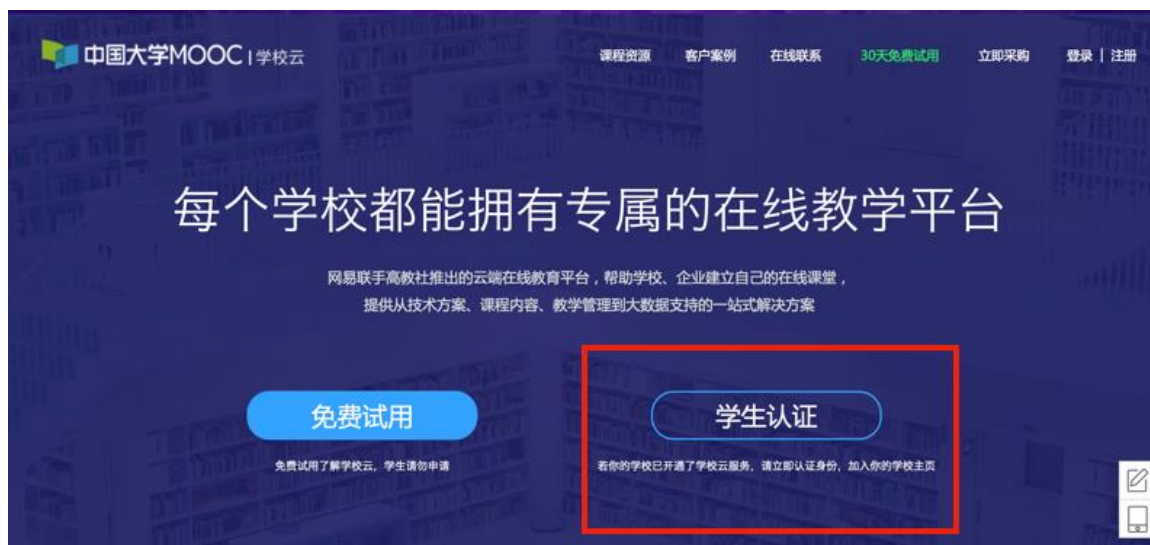 中国大学MOOC | 学校云
课程资源 客户案例 在线联系 30天免费试用 立即采购 登录 | 注册
每个学校都能拥有专属的在线教学平台
网易联手高教社推出的云端在线教育平台，帮助学校、企业建立自己的在线课堂，
提供从技术方案、课程内容、教学管理到大数据支持的一站式解决方案
免费试用 学生认证
免费试用了解学校云，学生请勿申请 若你的学校已开通了学校云服务，请立即认证身份，加入你的学校主页